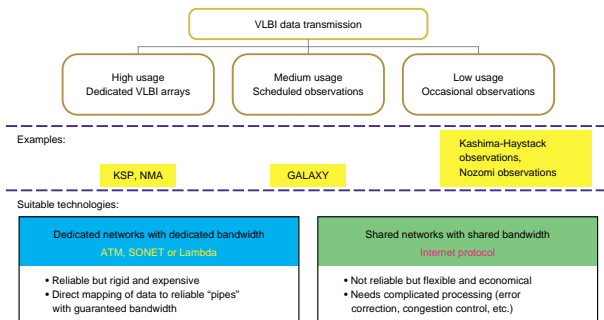 VLBI data transmission
High usage
Dedicated VLBI arrays
Medium usage
Scheduled observations
Low usage
Occasional observations
Examples:
KSP, NMA
GALAXY
Kashima-Haystack
observations,
Nozomi observations
Suitable technologies:
Dedicated networks with dedicated bandwidth
ATM, SONET or Lambda
• Reliable but rigid and expensive
• Direct mapping of data to reliable “pipes”
with guaranteed bandwidth
Shared networks with shared bandwidth
Internet protocol
• Not reliable but flexible and economical
• Needs complicated processing (error
correction, congestion control, etc.)